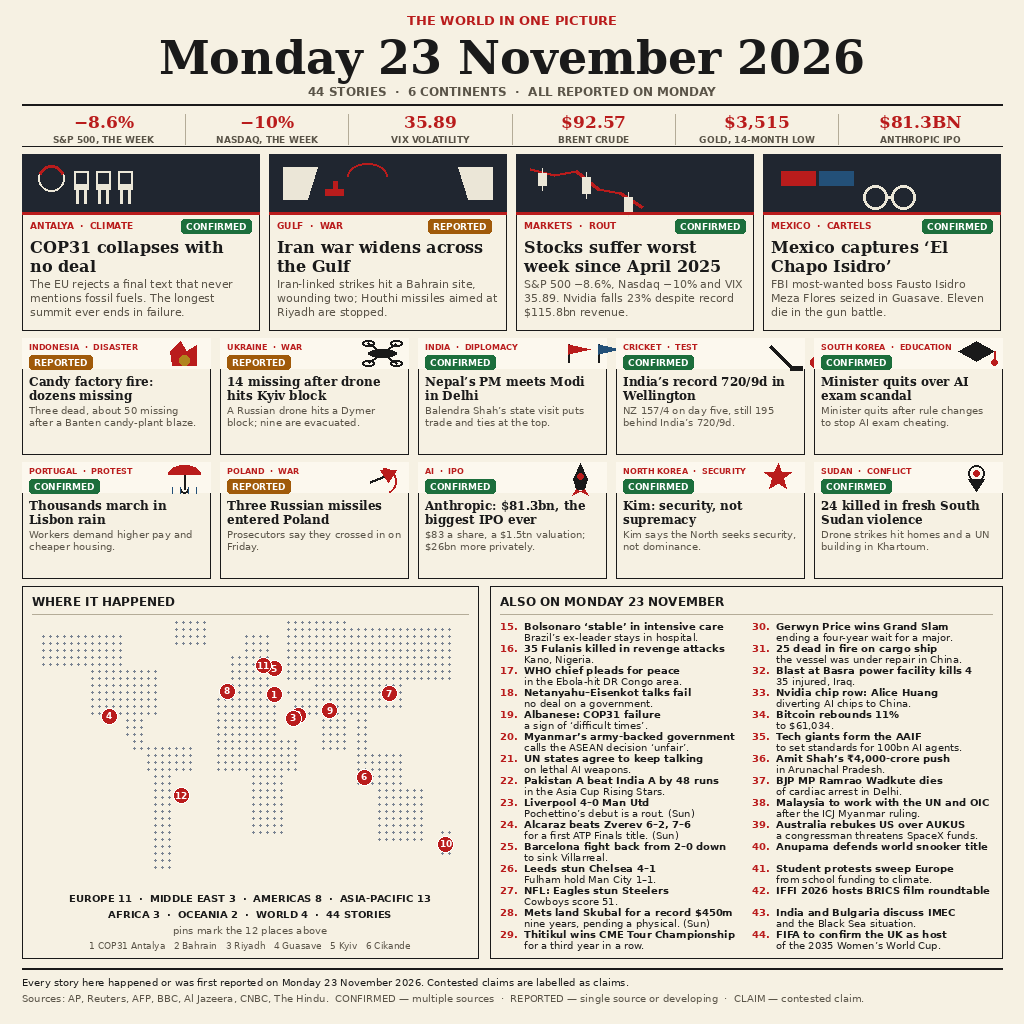 THE WORLD IN ONE PICTURE
Monday 23 November 2026
44 STORIES · 6 CONTINENTS · ALL REPORTED ON MONDAY
−8.6%
S&P 500, THE WEEK
−10%
NASDAQ, THE WEEK
35.89
VIX VOLATILITY
$92.57
BRENT CRUDE
$3,515
GOLD, 14-MONTH LOW
$81.3BN
ANTHROPIC IPO
ANTALYA · CLIMATE
CONFIRMED
COP31 collapses with
no deal
The EU rejects a final text that never
mentions fossil fuels. The longest
summit ever ends in failure.
GULF · WAR
REPORTED
Iran war widens across
the Gulf
Iran-linked strikes hit a Bahrain site,
wounding two; Houthi missiles aimed at
Riyadh are stopped.
MARKETS · ROUT
CONFIRMED
Stocks suffer worst
week since April 2025
S&P 500 −8.6%, Nasdaq −10% and VIX
35.89. Nvidia falls 23% despite record
$115.8bn revenue.
MEXICO · CARTELS
CONFIRMED
Mexico captures ‘El
Chapo Isidro’
FBI most-wanted boss Fausto Isidro
Meza Flores seized in Guasave. Eleven
die in the gun battle.
INDONESIA · DISASTER
REPORTED
Candy factory fire:
dozens missing
Three dead, about 50 missing
after a Banten candy-plant blaze.
UKRAINE · WAR
REPORTED
14 missing after drone
hits Kyiv block
A Russian drone hits a Dymer
block; nine are evacuated.
INDIA · DIPLOMACY
CONFIRMED
Nepal’s PM meets Modi
in Delhi
Balendra Shah’s state visit puts
trade and ties at the top.
CRICKET · TEST
CONFIRMED
India’s record 720/9d in
Wellington
NZ 157/4 on day five, still 195
behind India’s 720/9d.
SOUTH KOREA · EDUCATION
CONFIRMED
Minister quits over AI
exam scandal
Minister quits after rule changes
to stop AI exam cheating.
PORTUGAL · PROTEST
CONFIRMED
Thousands march in
Lisbon rain
Workers demand higher pay and
cheaper housing.
POLAND · WAR
REPORTED
Three Russian missiles
entered Poland
Prosecutors say they crossed in on
Friday.
AI · IPO
CONFIRMED
Anthropic: $81.3bn, the
biggest IPO ever
$83 a share, a $1.5tn valuation;
$26bn more privately.
NORTH KOREA · SECURITY
CONFIRMED
Kim: security, not
supremacy
Kim says the North seeks security,
not dominance.
SUDAN · CONFLICT
CONFIRMED
24 killed in fresh South
Sudan violence
Drone strikes hit homes and a UN
building in Khartoum.
WHERE IT HAPPENED
11
5
8
1
7
4
3
9
6
12
10
EUROPE 11 · MIDDLE EAST 3 · AMERICAS 8 · ASIA-PACIFIC 13
AFRICA 3 · OCEANIA 2 · WORLD 4 · 44 STORIES
pins mark the 12 places above
1 COP31 Antalya 2 Bahrain 3 Riyadh 4 Guasave 5 Kyiv 6 Cikande
ALSO ON MONDAY 23 NOVEMBER
15. Bolsonaro ‘stable’ in intensive care
Brazil’s ex-leader stays in hospital.
16. 35 Fulanis killed in revenge attacks
Kano, Nigeria.
17. WHO chief pleads for peace
in the Ebola-hit DR Congo area.
18. Netanyahu–Eisenkot talks fail
no deal on a government.
19. Albanese: COP31 failure
a sign of ‘difficult times’.
20. Myanmar’s army-backed government
calls the ASEAN decision ‘unfair’.
21. UN states agree to keep talking
on lethal AI weapons.
22. Pakistan A beat India A by 48 runs
in the Asia Cup Rising Stars.
23. Liverpool 4–0 Man Utd
Pochettino’s debut is a rout. (Sun)
24. Alcaraz beats Zverev 6–2, 7–6
for a first ATP Finals title. (Sun)
25. Barcelona fight back from 2–0 down
to sink Villarreal.
26. Leeds stun Chelsea 4–1
Fulham hold Man City 1–1.
27. NFL: Eagles stun Steelers
Cowboys score 51.
28. Mets land Skubal for a record $450m
nine years, pending a physical. (Sun)
29. Thitikul wins CME Tour Championship
for a third year in a row.
30. Gerwyn Price wins Grand Slam
ending a four-year wait for a major.
31. 25 dead in fire on cargo ship
the vessel was under repair in China.
32. Blast at Basra power facility kills 4
35 injured, Iraq.
33. Nvidia chip row: Alice Huang
diverting AI chips to China.
34. Bitcoin rebounds 11%
to $61,034.
35. Tech giants form the AAIF
to set standards for 100bn AI agents.
36. Amit Shah’s ₹4,000-crore push
in Arunachal Pradesh.
37. BJP MP Ramrao Wadkute dies
of cardiac arrest in Delhi.
38. Malaysia to work with the UN and OIC
after the ICJ Myanmar ruling.
39. Australia rebukes US over AUKUS
a congressman threatens SpaceX funds.
40. Anupama defends world snooker title
41. Student protests sweep Europe
from school funding to climate.
42. IFFI 2026 hosts BRICS film roundtable
43. India and Bulgaria discuss IMEC
and the Black Sea situation.
44. FIFA to confirm the UK as host
of the 2035 Women’s World Cup.
Every story here happened or was first reported on Monday 23 November 2026. Contested claims are labelled as claims.
Sources: AP, Reuters, AFP, BBC, Al Jazeera, CNBC, The Hindu. CONFIRMED — multiple sources · REPORTED — single source or developing · CLAIM — contested claim.